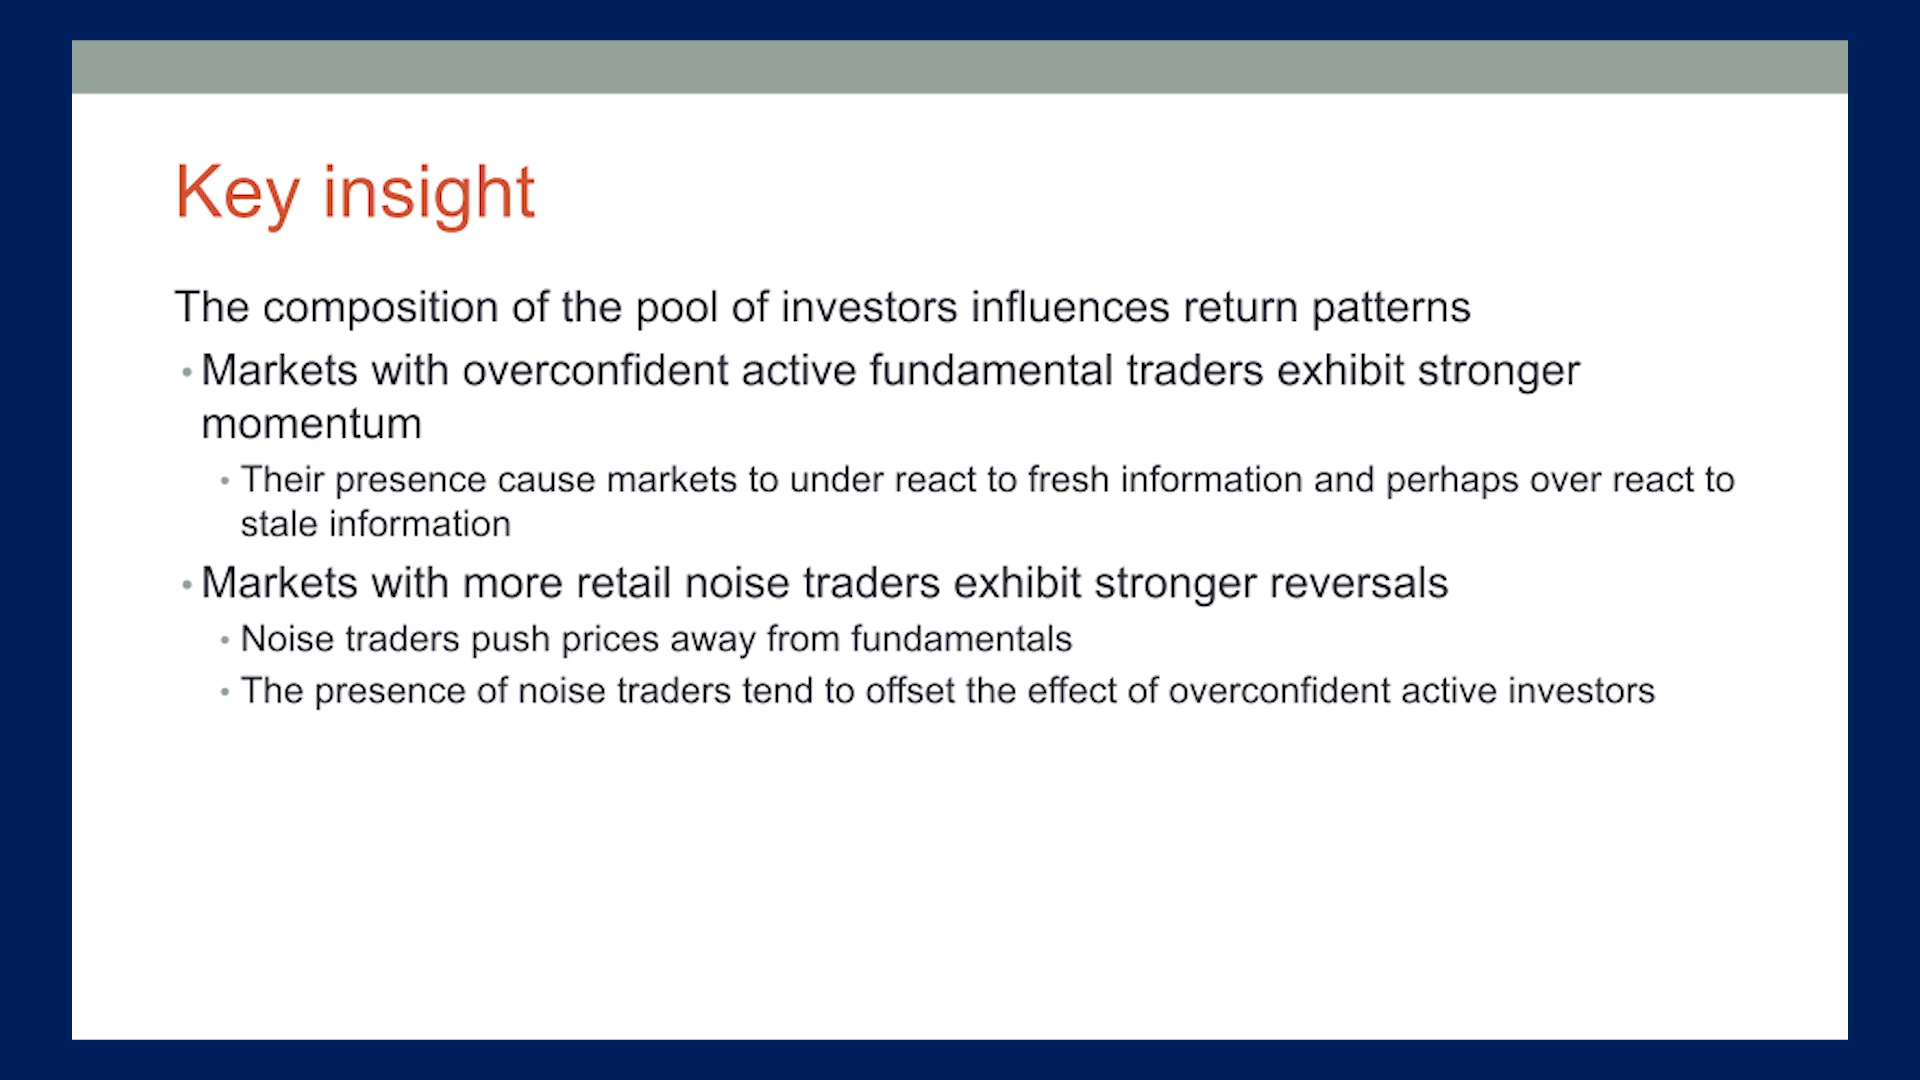 Key insight
The composition of the pool of investors influences return patterns
• Markets with overconfident active fundamental traders exhibit stronger
momentum
• Their presence cause markets to under react to fresh information and perhaps over react to
stale information
• Markets with more retail noise traders exhibit stronger reversals
• Noise traders push prices away from fundamentals
• The presence of noise traders tend to offset the effect of overconfident active investors